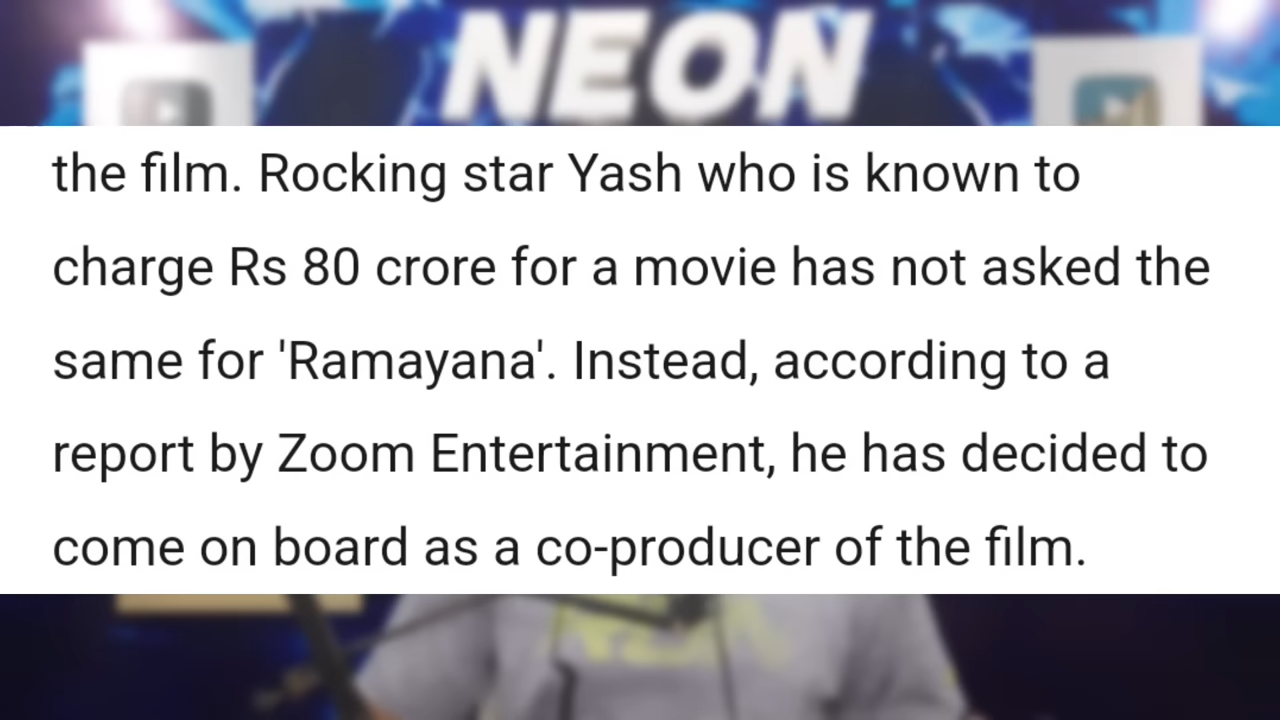 NEON
the film. Rocking star Yash who is known to
charge Rs 80 crore for a movie has not asked the
same for 'Ramayana'. Instead, according to a
report by Zoom Entertainment, he has decided to
come on board as a co-producer of the film.